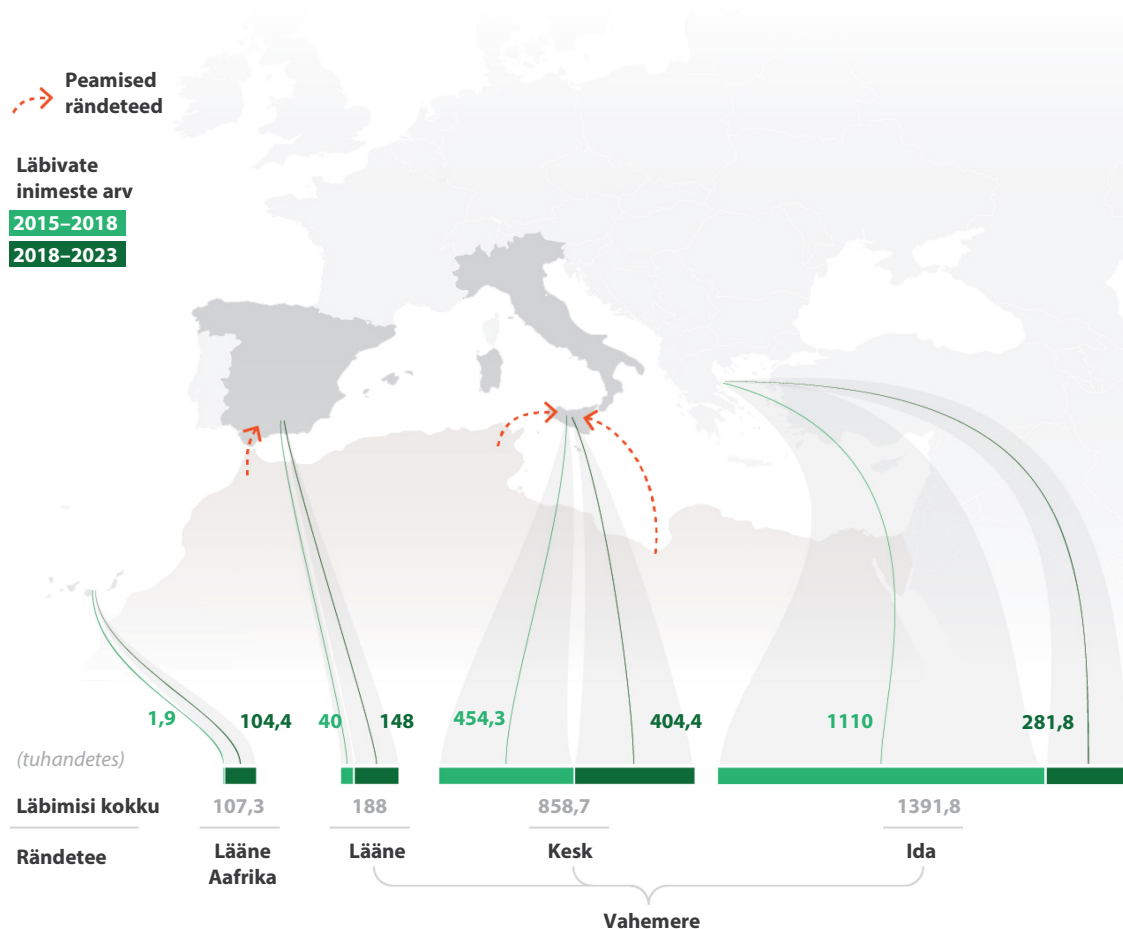 Peamised
rändeteed
Läbivate
inimeste arv
2015–2018
2018–2023
1,9
104,4
40
148
454,3
404,4
1110
281,8
(tuhandetes)
Läbimisi kokku
107,3
188
858,7
1391,8
Rändetee
Lääne
Aafrika
Lääne
Kesk
Ida
Vahemere